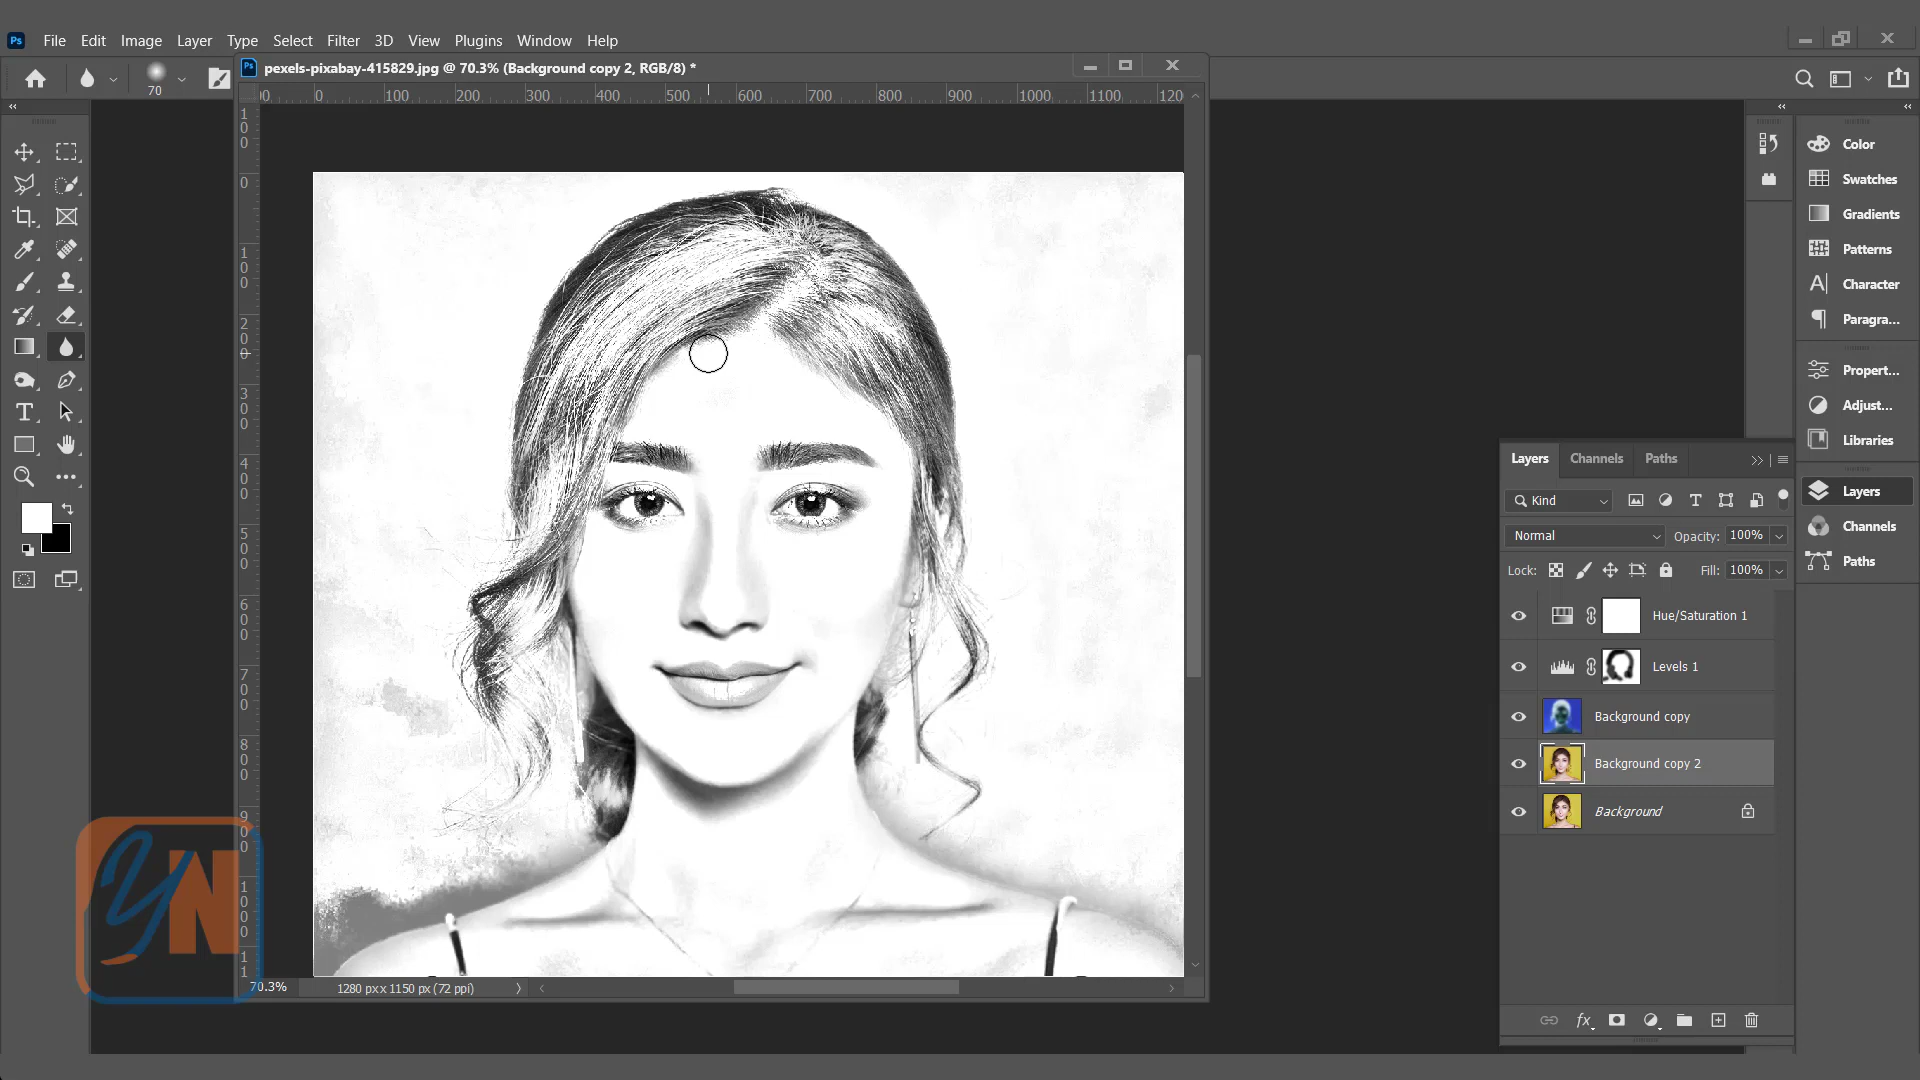 Ps File Edit Image Layer Type Select Filter 3D View Plugins Window Help
70
Ps pexels-pixabay-415829.jpg @ 70.3% (Background copy 2, RGB/8) *
0 100 200 300 400 500 600 700 800 900 1000 1100 120
100
0
100
200
300
400
500
600
700
800
900
1000
11
70.3% 1280 px x 1150 px (72 ppi)
YN
Color
Swatches
Gradients
Patterns
Character
Paragra...
Propert...
Adjust...
Libraries
Layers
Channels
Paths
Layers Channels Paths
Kind
Normal Opacity: 100%
Lock: Fill: 100%
Hue/Saturation 1
Levels 1
Background copy
Background copy 2
Background
fx